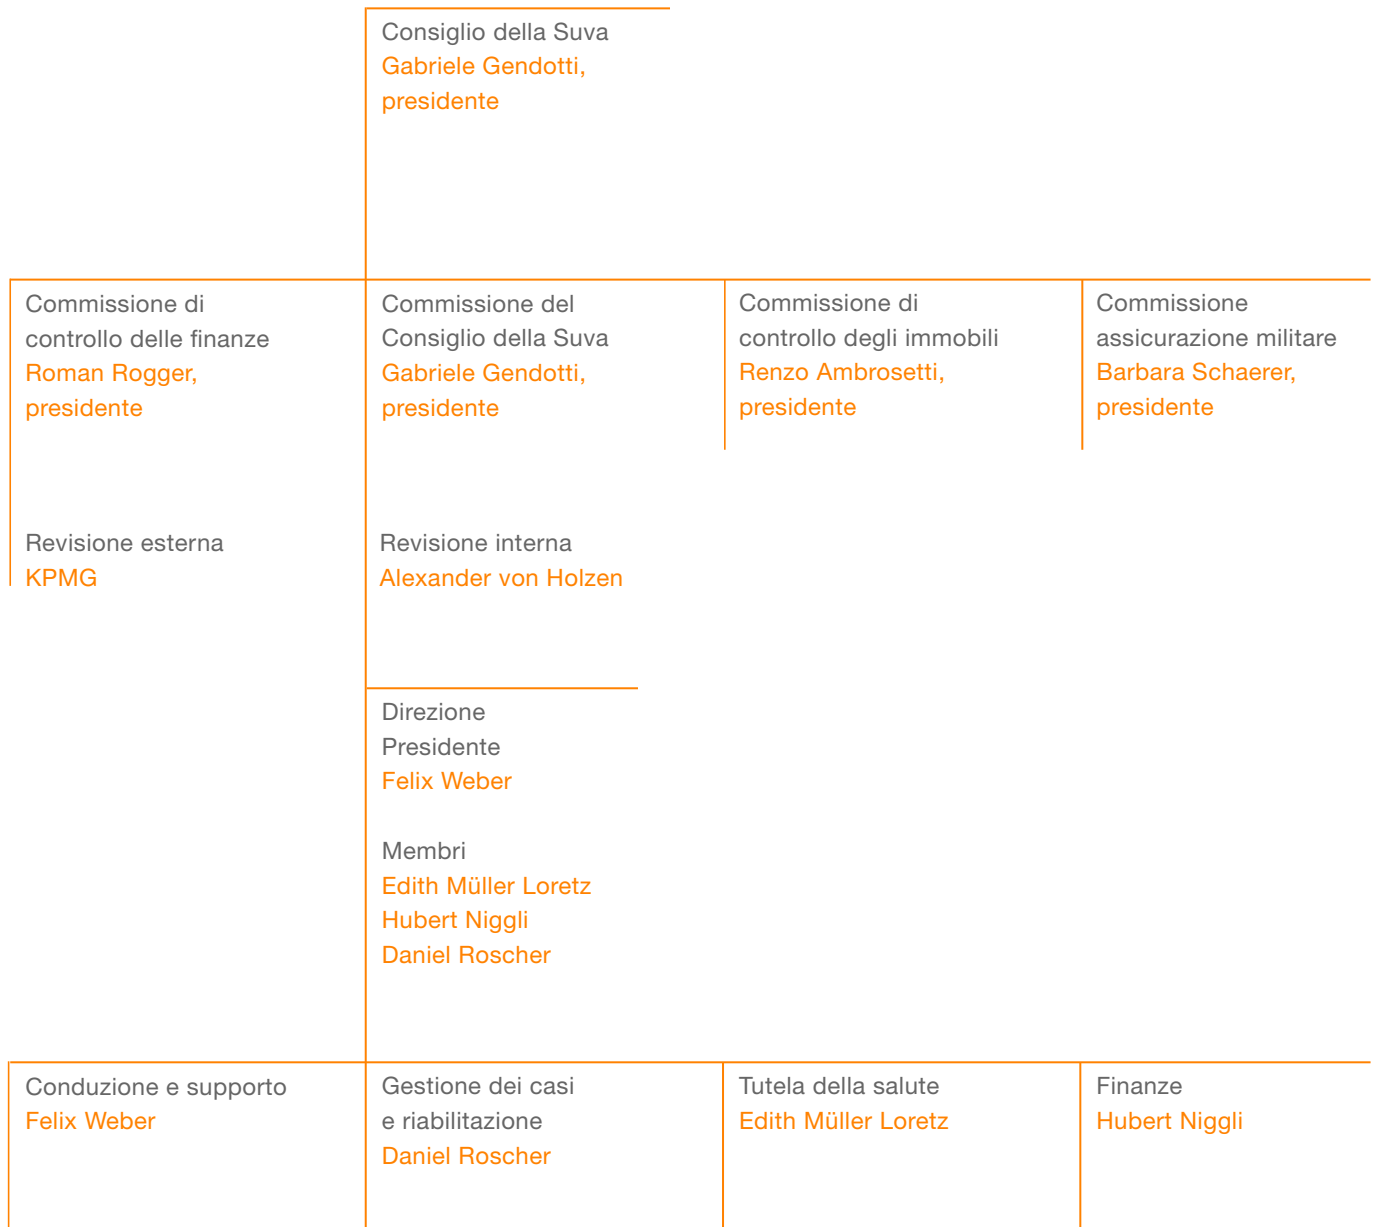 Consiglio della Suva
Gabriele Gendotti,
presidente
Commissione di
controllo delle finanze
Roman Rogger,
presidente
Commissione del
Consiglio della Suva
Gabriele Gendotti,
presidente
Commissione di
controllo degli immobili
Renzo Ambrosetti,
presidente
Commissione
assicurazione militare
Barbara Schaerer,
presidente
Revisione esterna
KPMG
Revisione interna
Alexander von Holzen
Direzione
Presidente
Felix Weber
Membri
Edith Müller Loretz
Hubert Niggli
Daniel Roscher
Conduzione e supporto
Felix Weber
Gestione dei casi
e riabilitazione
Daniel Roscher
Tutela della salute
Edith Müller Loretz
Finanze
Hubert Niggli